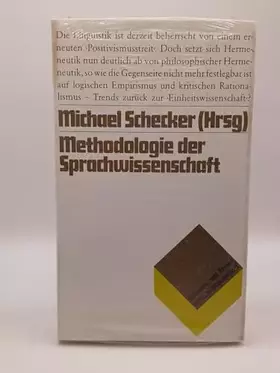 Die Linguistik ist derzeit beherrscht von einem er-
neuten ›Positivismusstreit‹. Doch setzt sich Herme-
neutik nun deutlich ab von philosophischer Herme-
neutik, so wie die Gegenseite nicht mehr festlegbar ist
auf logischen Empirismus und kritischen Rationa-
lismus – Trends zurück zur ›Einheitswissenschaft‹?
Michael Schecker (Hrsg)
Methodologie der
Sprachwissenschaft